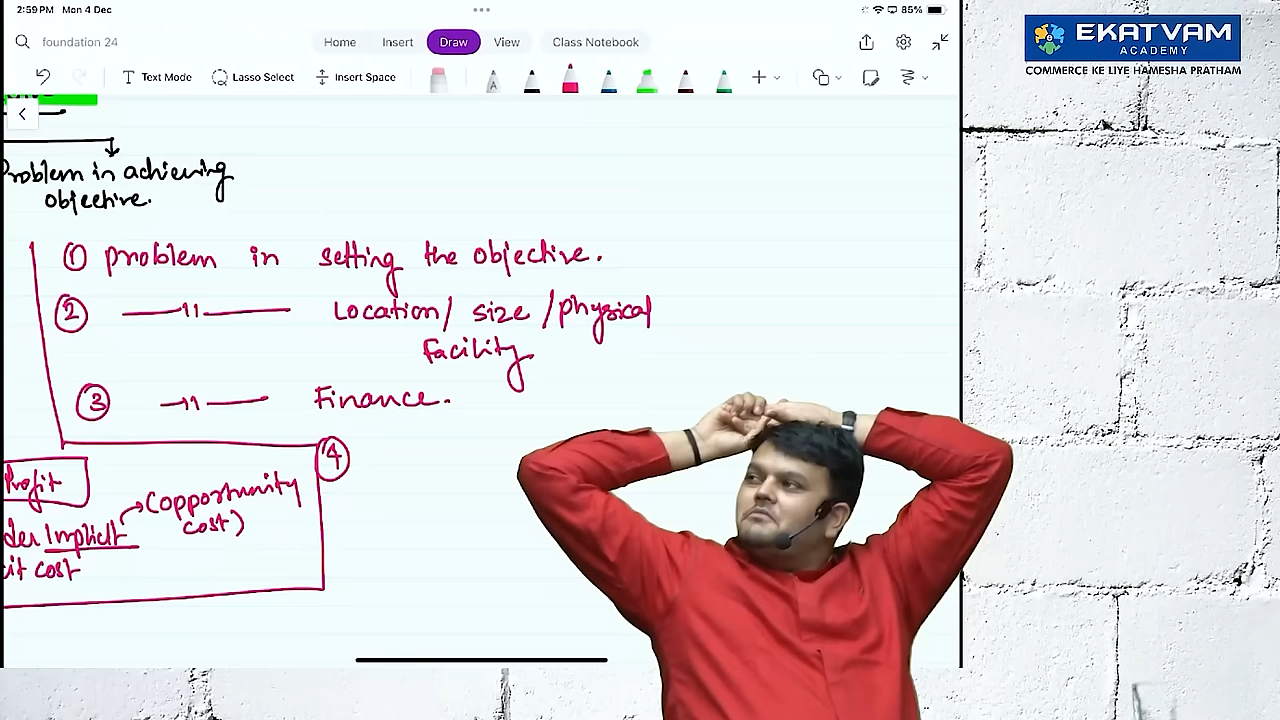 2:59 PM Mon 4 Dec
85%
foundation 24
Home Insert Draw View Class Notebook
Text Mode Lasso Select Insert Space
EKATVAM
ACADEMY
COMMERCE KE LIYE HAMESHA PRATHAM
Problem in achieving
objective.
① problem in setting the objective.
② —〃— Location/ size /physical
facility
③ —〃— Finance.
④
Profit
Implicit (opportunity
cost)
cost